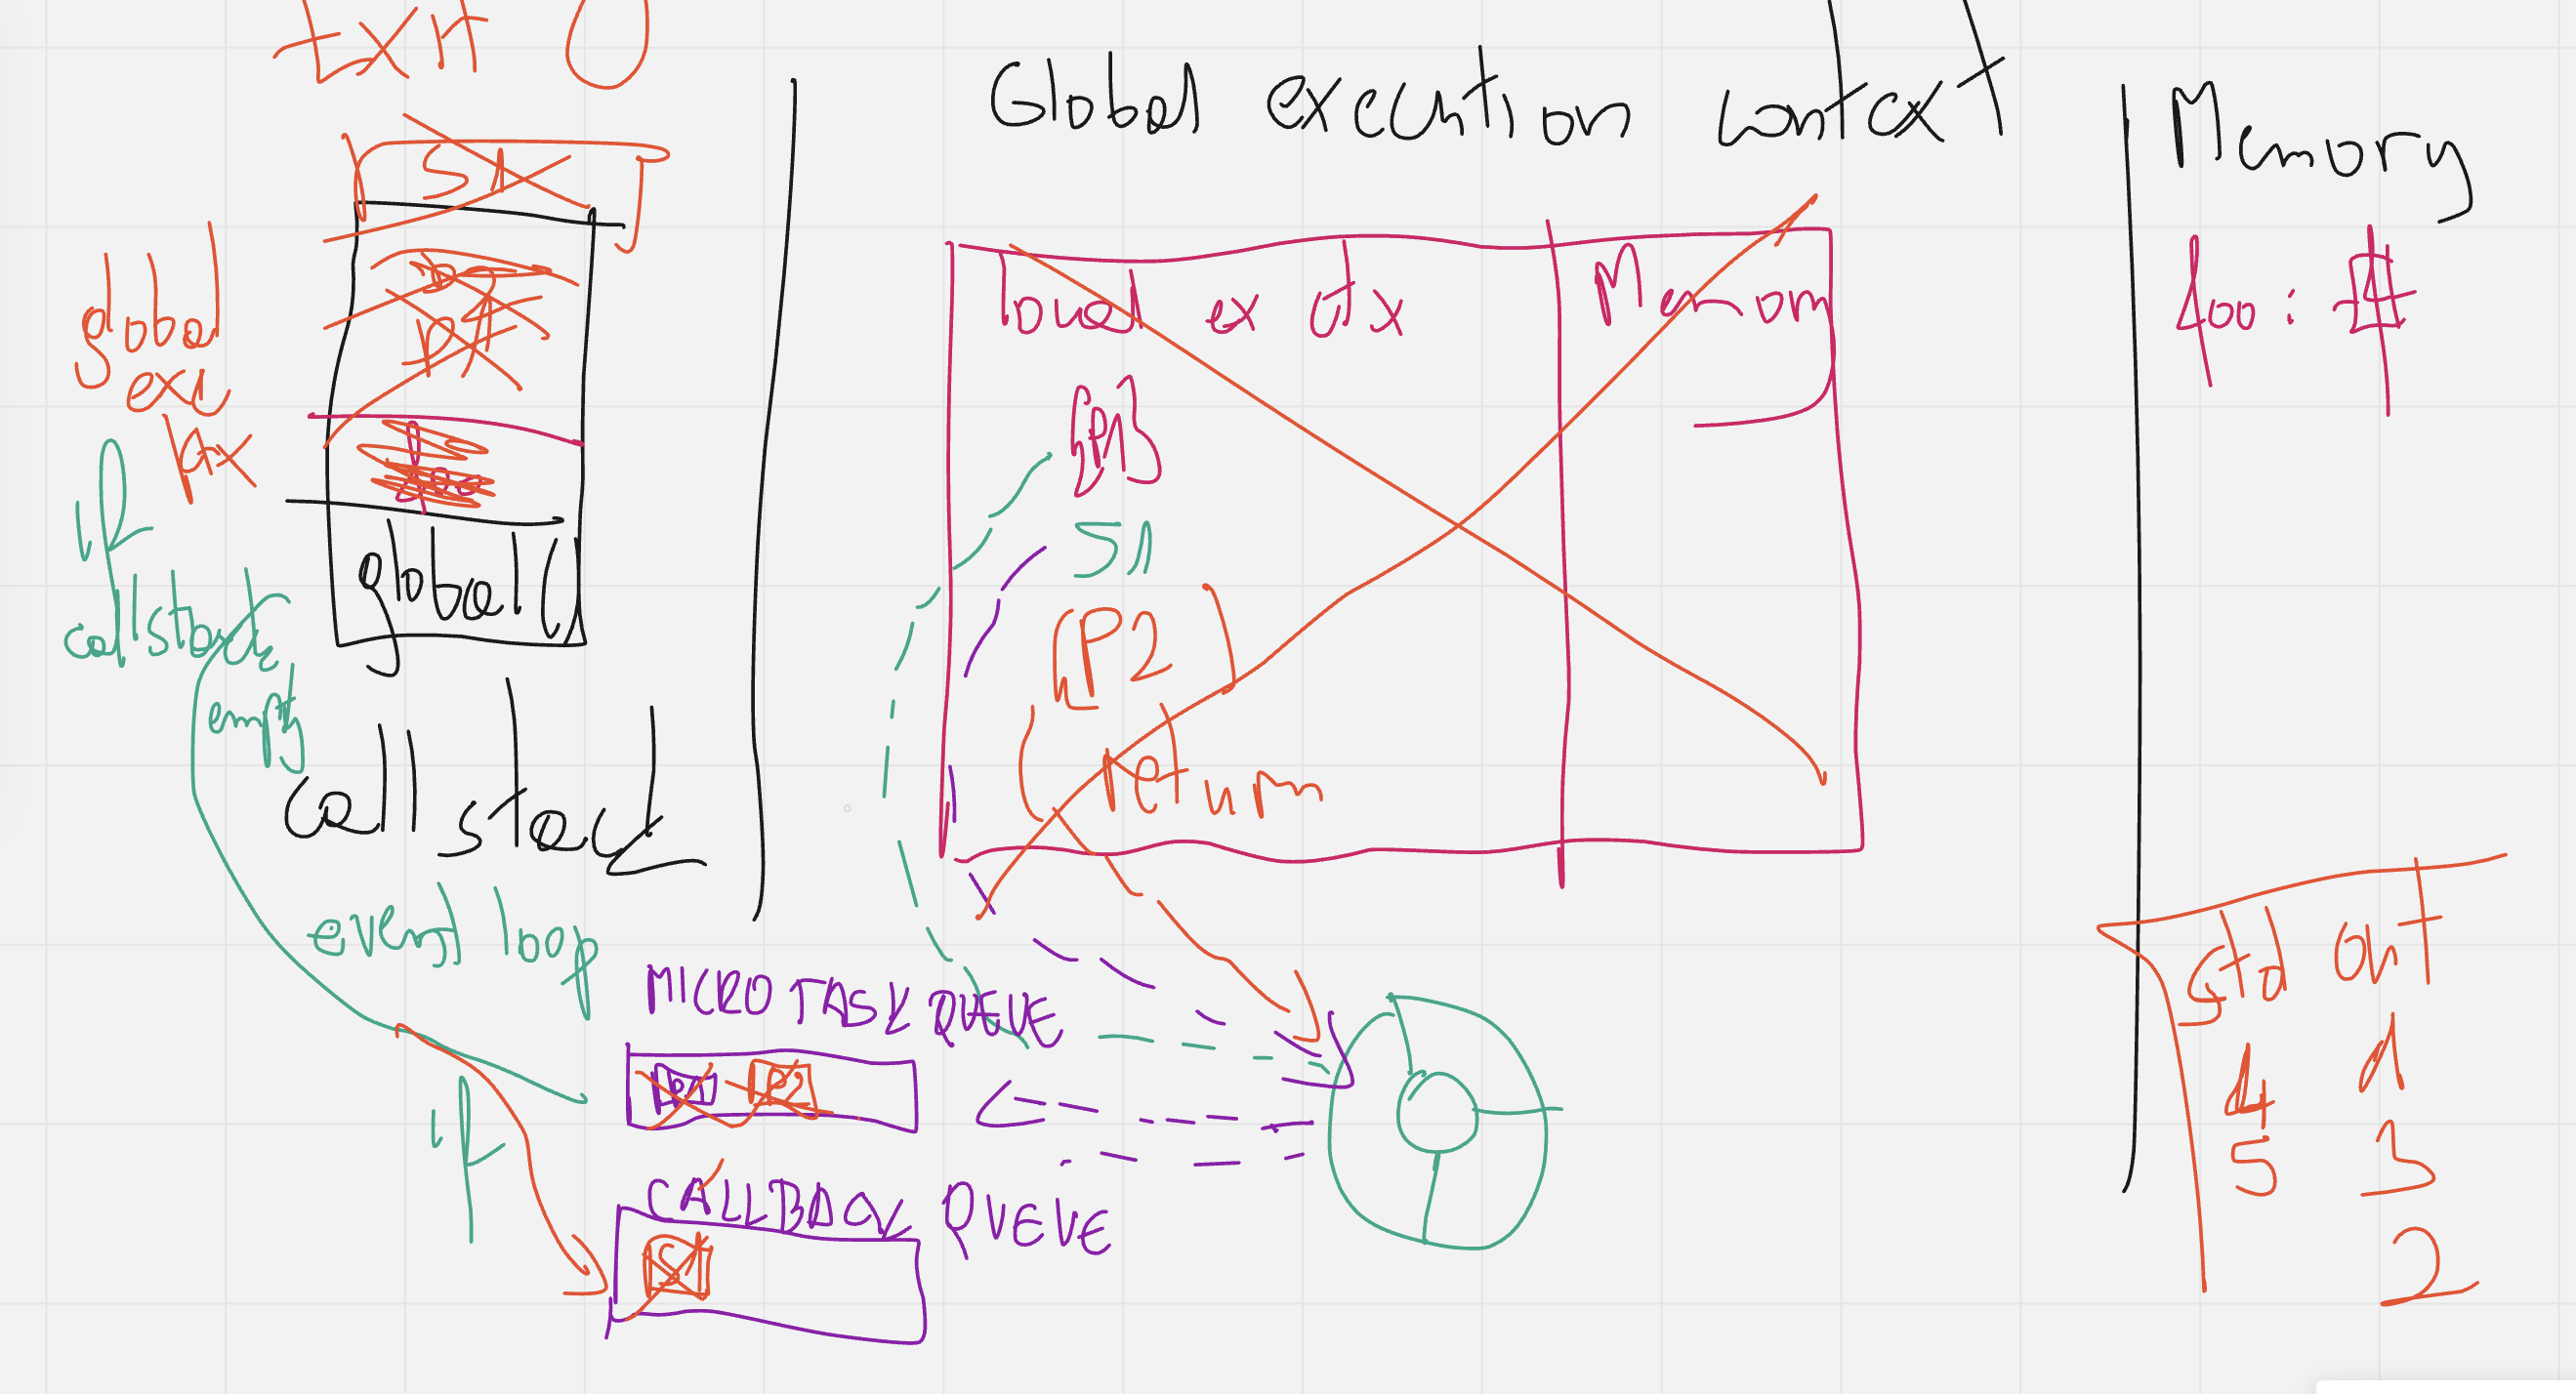 Exit 0
Global execution context
Memory
S1
P2
P1
foo
global()
global
exe
ctx
if
callstack
empty
call stack
event loop
local ex ctx
Memory
P1
S1
P2
return
foo: f
MICRO TASK QUEUE
P1 P2
if
CALLBACK QUEUE
S1
std out
4 1
5 3
2